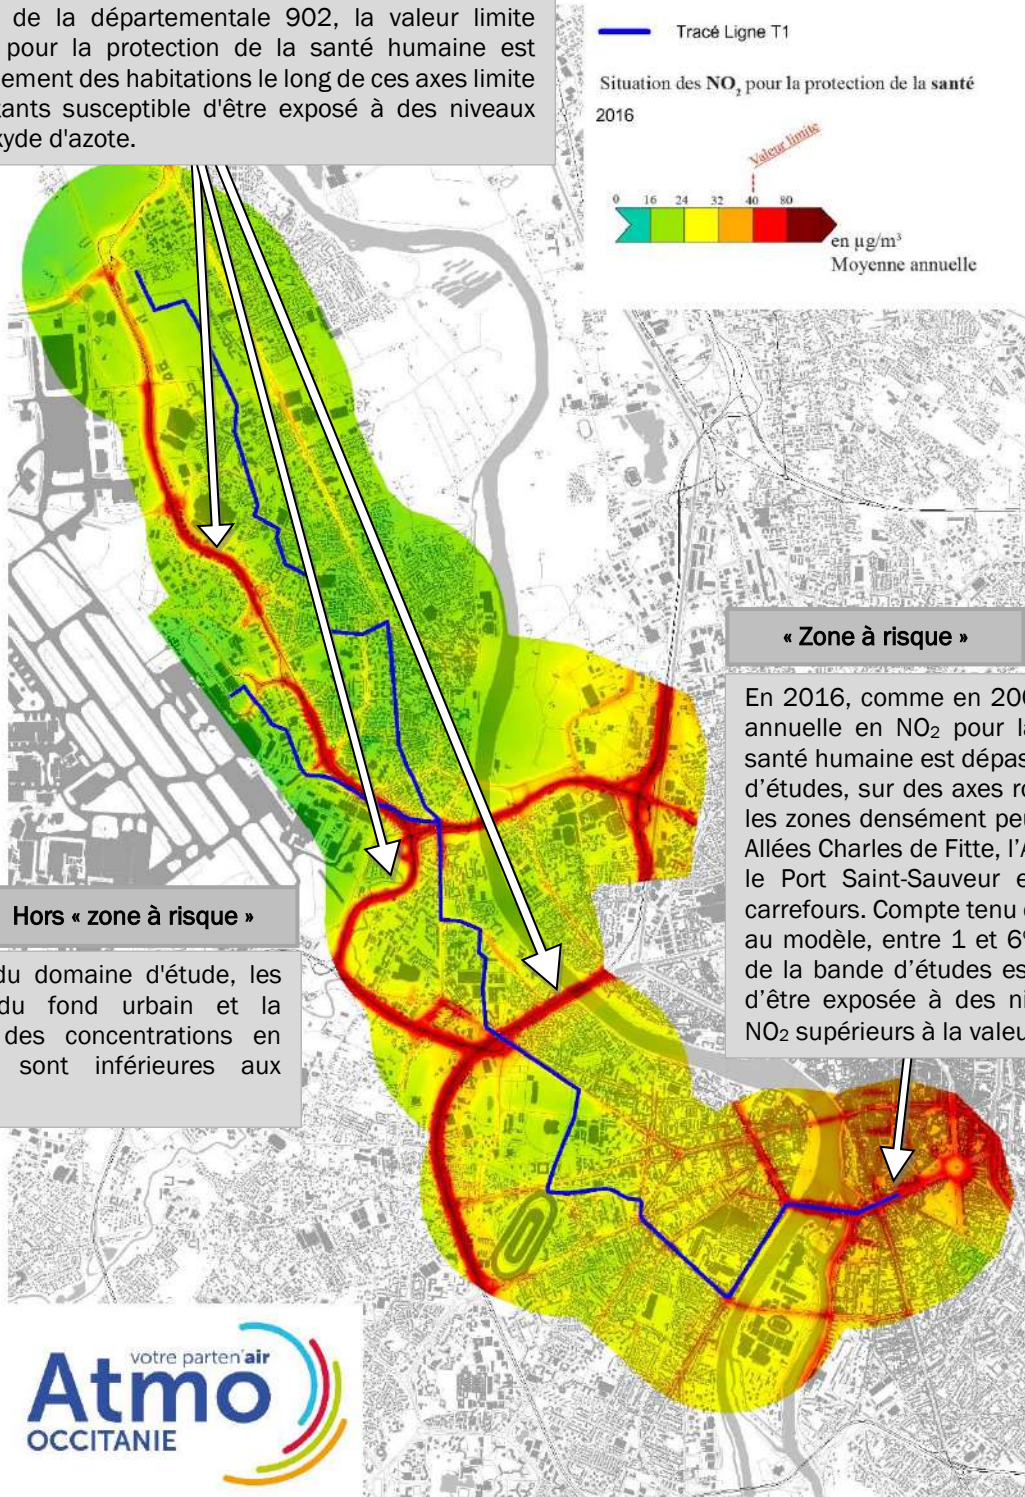 de la départementale 902, la valeur limite
pour la protection de la santé humaine est
ement des habitations le long de ces axes limite
tants susceptible d'être exposé à des niveaux
xyde d'azote.
Tracé Ligne T1
Situation des NO₂ pour la protection de la santé
2016
Valeur limite
0 16 24 32 40 80
en µg/m³
Moyenne annuelle
« Zone à risque »
En 2016, comme en 200
annuelle en NO2 pour la
santé humaine est dépas
d’études, sur des axes ro
les zones densément peu
Allées Charles de Fitte, l’A
le Port Saint-Sauveur e
carrefours. Compte tenu
au modèle, entre 1 et 6%
de la bande d’études es
d’être exposée à des ni
NO2 supérieurs à la valeu
Hors « zone à risque »
du domaine d'étude, les
du fond urbain et la
des concentrations en
sont inférieures aux
votre parten'air
Atmo
OCCITANIE